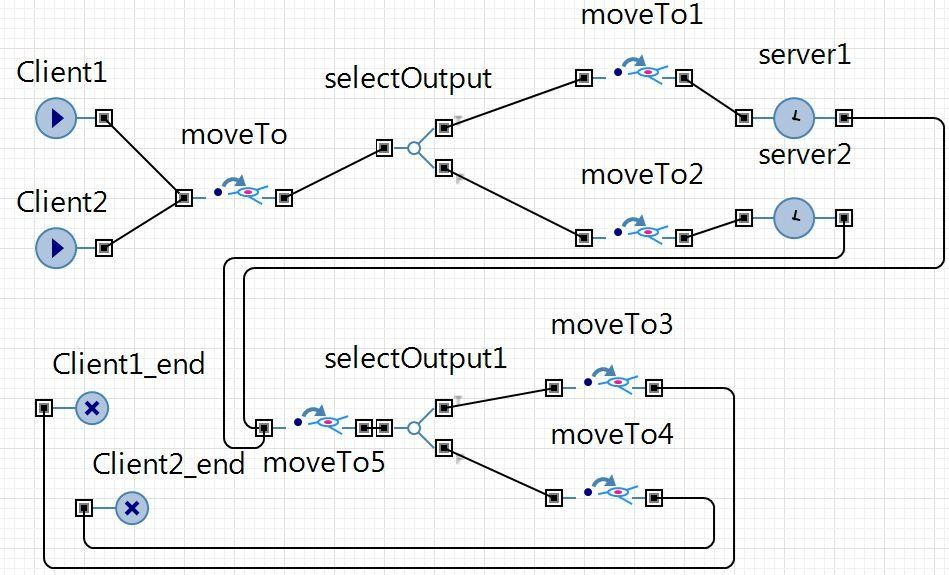 moveTo1
server1
Client1
selectOutput
moveTo
server2
moveTo2
Client2
moveTo3
selectOutput1
Client1_end
moveTo4
Client2_end
moveTo5